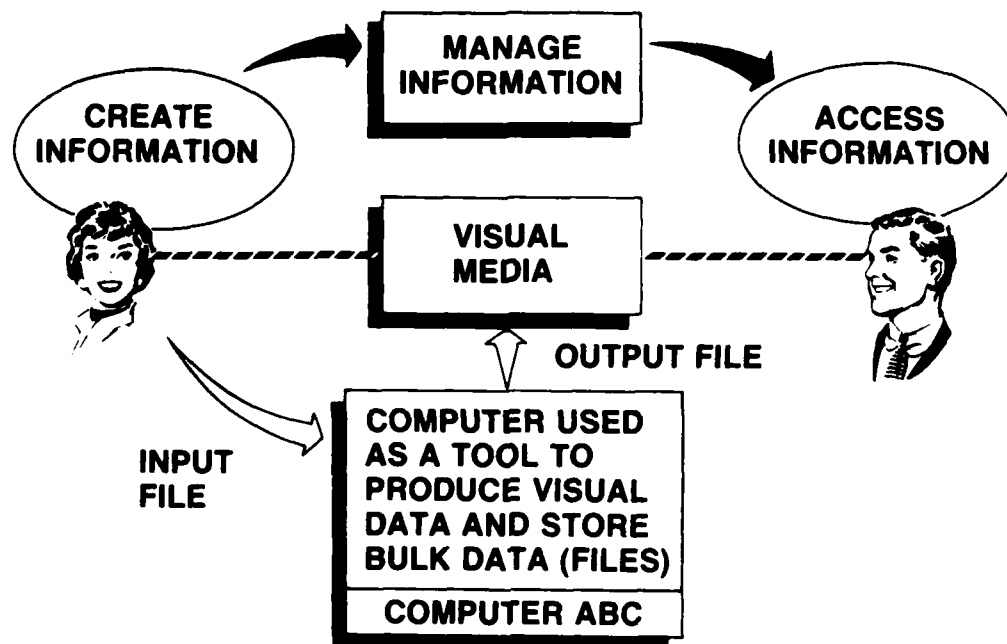 MANAGE
INFORMATION
CREATE
INFORMATION
ACCESS
INFORMATION
VISUAL
MEDIA
OUTPUT FILE
INPUT
FILE
COMPUTER USED
AS A TOOL TO
PRODUCE VISUAL
DATA AND STORE
BULK DATA (FILES)
COMPUTER ABC